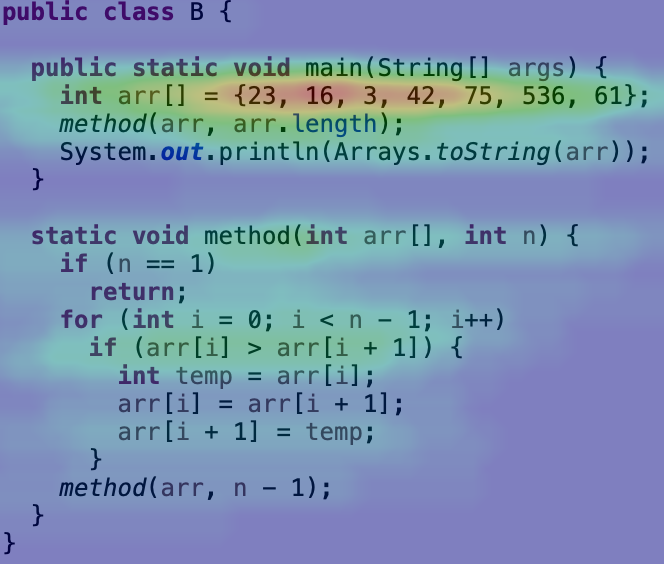 public class B {
public static void main(String[] args) {
int arr[] = {23, 16, 3, 42, 75, 536, 61};
method(arr, arr.length);
System.out.println(Arrays.toString(arr));
}
static void method(int arr[], int n) {
if (n == 1)
return;
for (int i = 0; i < n - 1; i++)
if (arr[i] > arr[i + 1]) {
int temp = arr[i];
arr[i] = arr[i + 1];
arr[i + 1] = temp;
}
method(arr, n - 1);
}
}